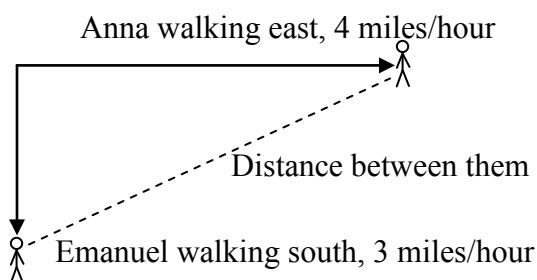 Anna walking east, 4 miles/hour
Distance between them
Emanuel walking south, 3 miles/hour